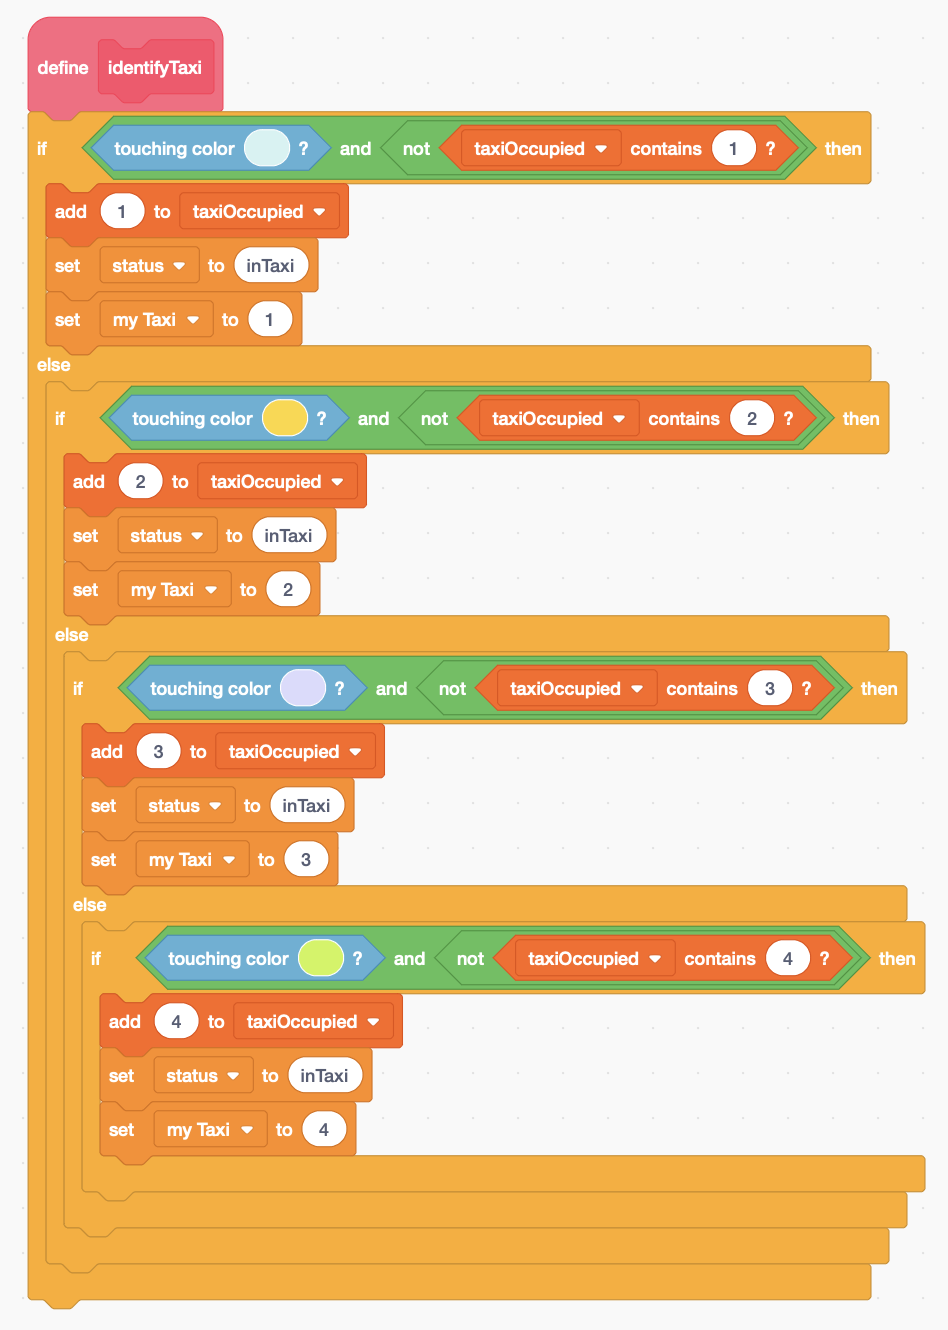 define identifyTaxi
if touching color ? and not taxiOccupied contains 1 ? then
add 1 to taxiOccupied
set status to inTaxi
set my Taxi to 1
else
if touching color ? and not taxiOccupied contains 2 ? then
add 2 to taxiOccupied
set status to inTaxi
set my Taxi to 2
else
if touching color ? and not taxiOccupied contains 3 ? then
add 3 to taxiOccupied
set status to inTaxi
set my Taxi to 3
else
if touching color ? and not taxiOccupied contains 4 ? then
add 4 to taxiOccupied
set status to inTaxi
set my Taxi to 4